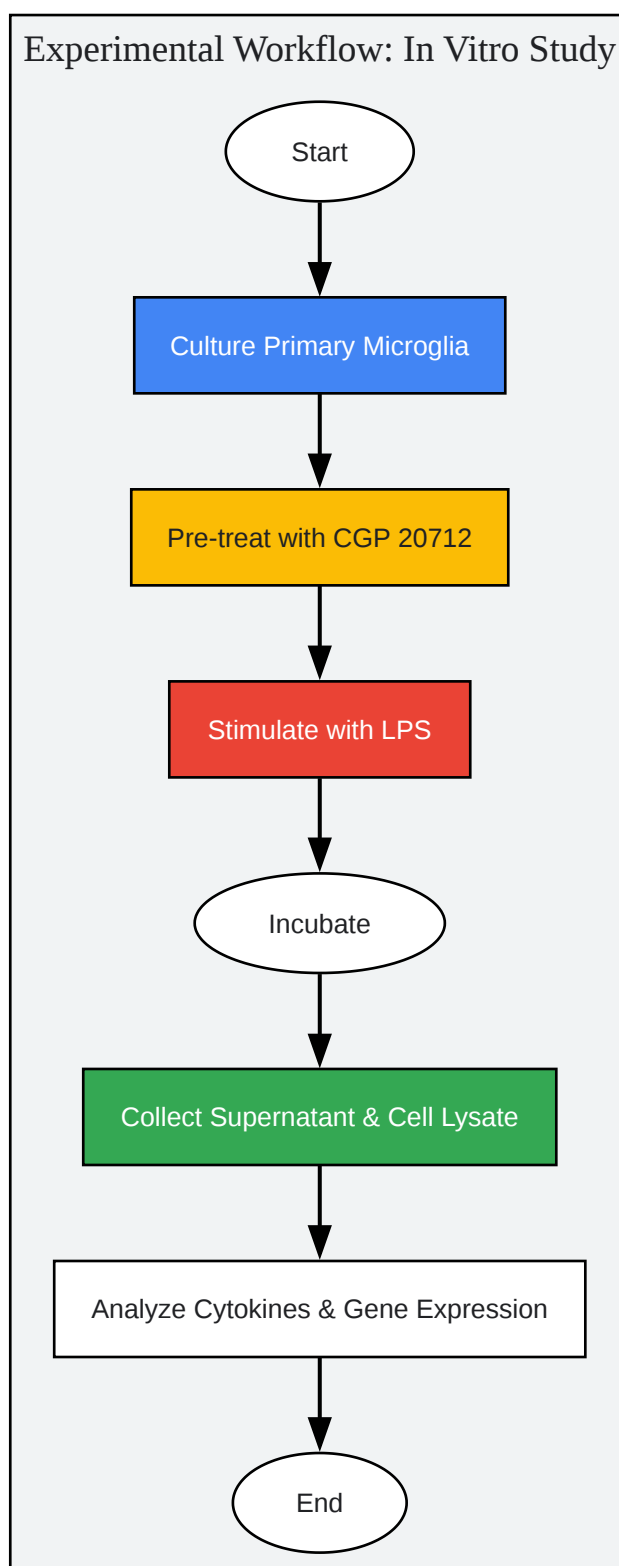 Experimental Workflow: In Vitro Study
Start
Culture Primary Microglia
Pre-treat with CGP 20712
Stimulate with LPS
Incubate
Collect Supernatant & Cell Lysate
Analyze Cytokines & Gene Expression
End